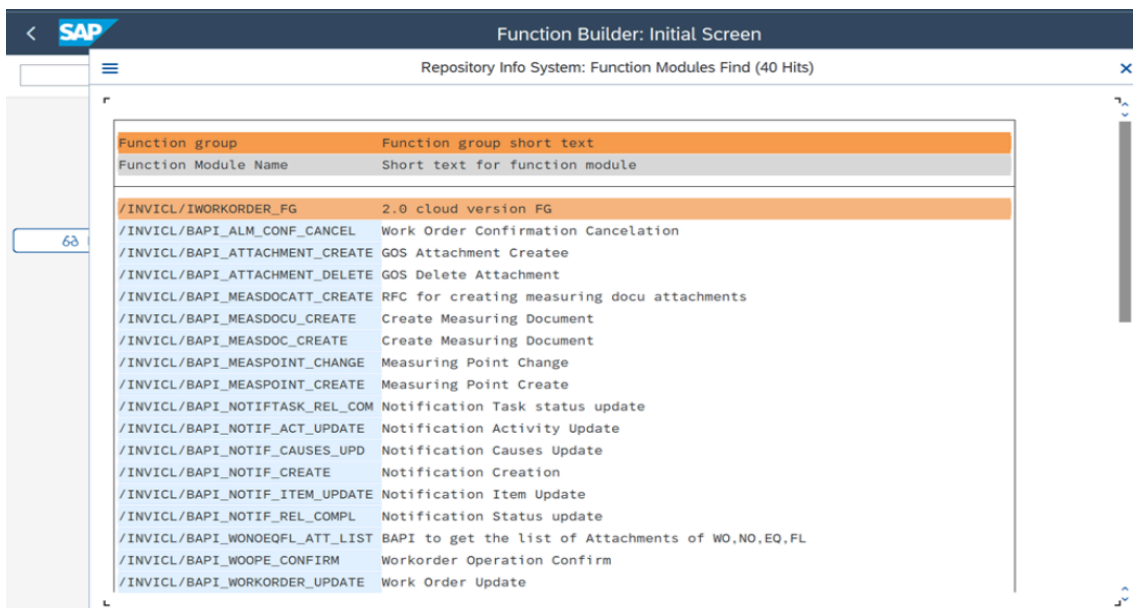 SAP
Function Builder: Initial Screen
Repository Info System: Function Modules Find (40 Hits)
Function group Function group short text
Function Module Name Short text for function module
/INVICL/IWORKORDER_FG 2.0 cloud version FG
/INVICL/BAPI_ALM_CONF_CANCEL Work Order Confirmation Cancelation
/INVICL/BAPI_ATTACHMENT_CREATE GOS Attachment Createe
/INVICL/BAPI_ATTACHMENT_DELETE GOS Delete Attachment
/INVICL/BAPI_MEASDOCATT_CREATE RFC for creating measuring docu attachments
/INVICL/BAPI_MEASDOCU_CREATE Create Measuring Document
/INVICL/BAPI_MEASDOC_CREATE Create Measuring Document
/INVICL/BAPI_MEASPOINT_CHANGE Measuring Point Change
/INVICL/BAPI_MEASPOINT_CREATE Measuring Point Create
/INVICL/BAPI_NOTIFTASK_REL_COM Notification Task status update
/INVICL/BAPI_NOTIF_ACT_UPDATE Notification Activity Update
/INVICL/BAPI_NOTIF_CAUSES_UPD Notification Causes Update
/INVICL/BAPI_NOTIF_CREATE Notification Creation
/INVICL/BAPI_NOTIF_ITEM_UPDATE Notification Item Update
/INVICL/BAPI_NOTIF_REL_COMPL Notification Status update
/INVICL/BAPI_WONOEQFL_ATT_LIST BAPI to get the list of Attachments of WO,NO,EQ,FL
/INVICL/BAPI_WOOPE_CONFIRM Workorder Operation Confirm
/INVICL/BAPI_WORKORDER_UPDATE Work Order Update